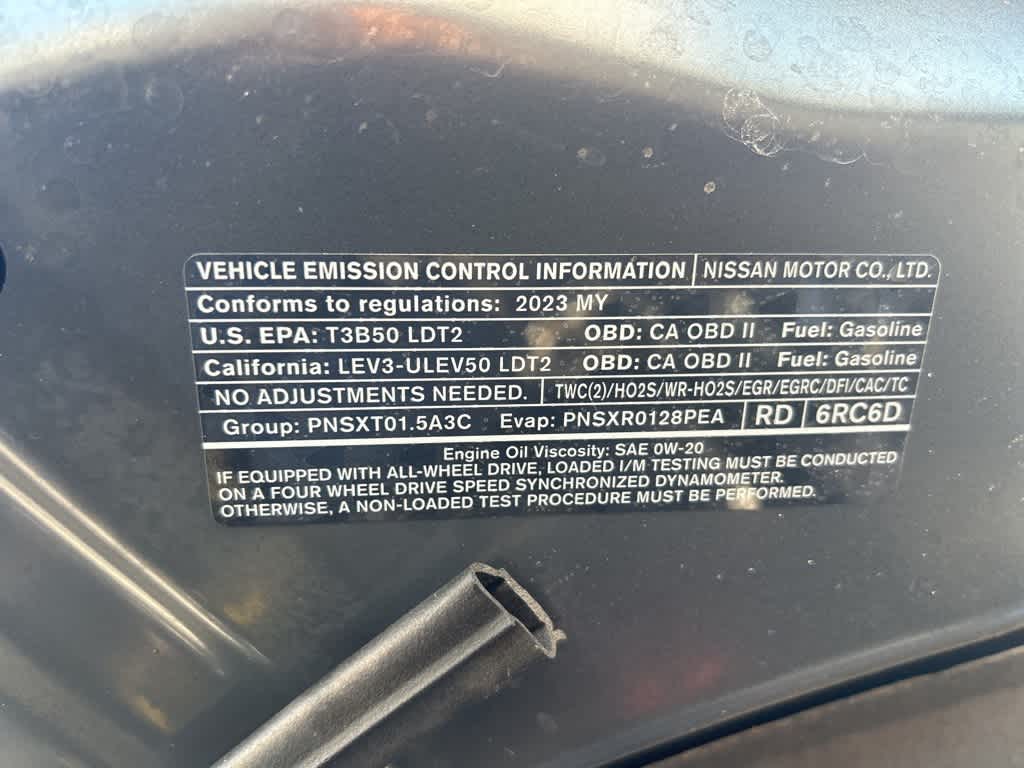 VEHICLE EMISSION CONTROL INFORMATION NISSAN MOTOR CO., LTD.
Conforms to regulations: 2023 MY
U.S. EPA: T3B50 LDT2 OBD: CA OBD II Fuel: Gasoline
California: LEV3-ULEV50 LDT2 OBD: CA OBD II Fuel: Gasoline
NO ADJUSTMENTS NEEDED. TWC(2)/HO2S/WR-HO2S/EGR/EGRC/DFI/CAC/TC
Group: PNSXT01.5A3C Evap: PNSXR0128PEA RD 6RC6D
Engine Oil Viscosity: SAE 0W-20
IF EQUIPPED WITH ALL-WHEEL DRIVE, LOADED I/M TESTING MUST BE CONDUCTED
ON A FOUR WHEEL DRIVE SPEED SYNCHRONIZED DYNAMOMETER.
OTHERWISE, A NON-LOADED TEST PROCEDURE MUST BE PERFORMED.